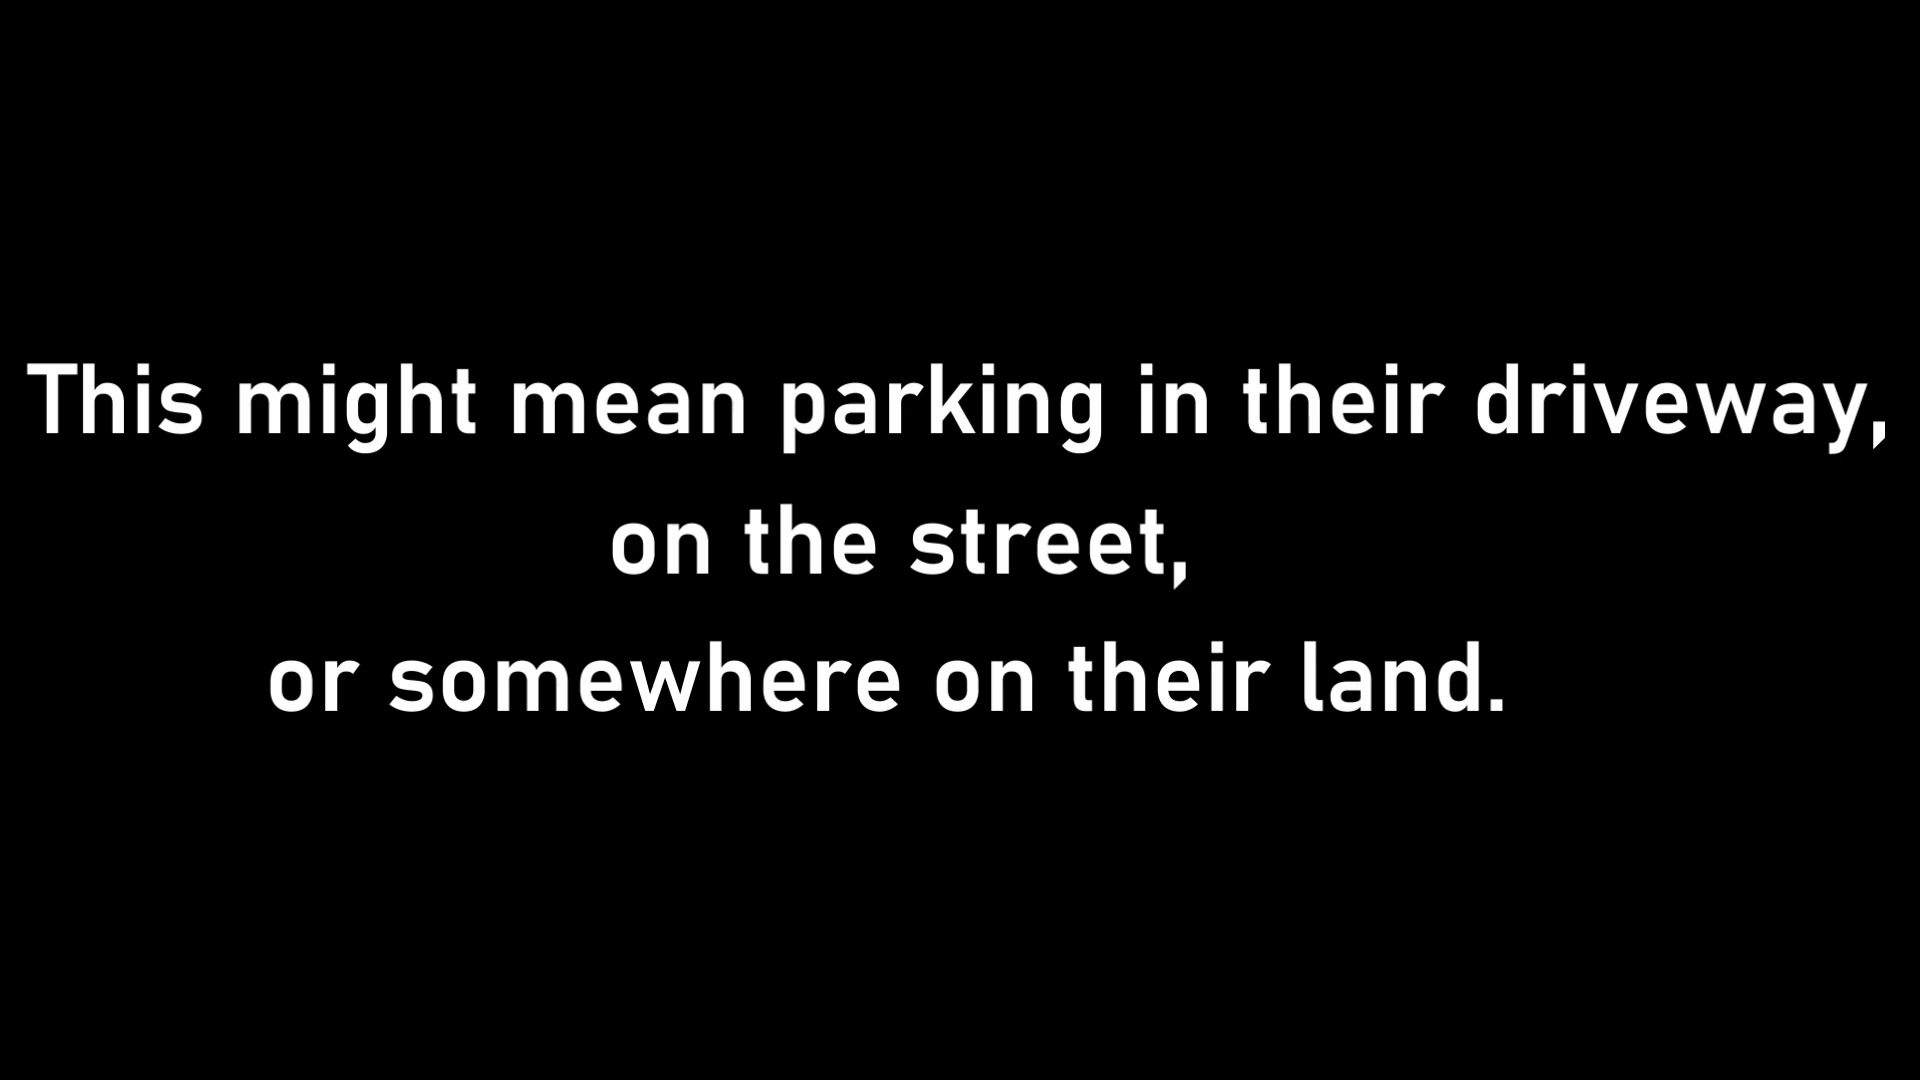 This might mean parking in their driveway,
on the street,
or somewhere on their land.